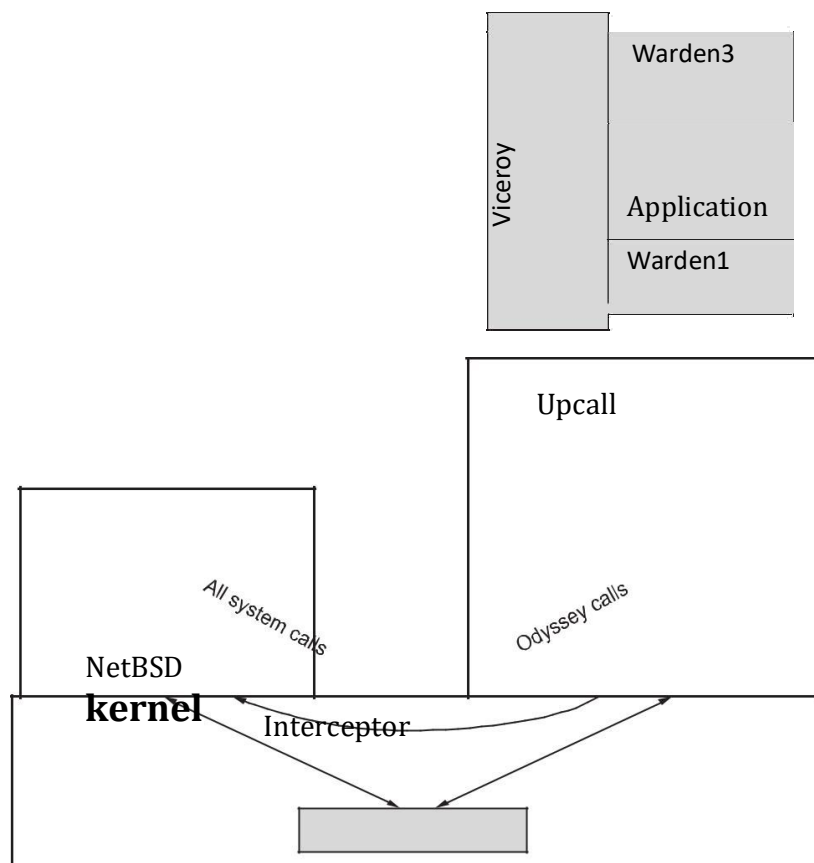 Warden3
Viceroy
Application
Warden1
Upcall
All system calls
Odyssey calls
NetBSD
kernel
Interceptor